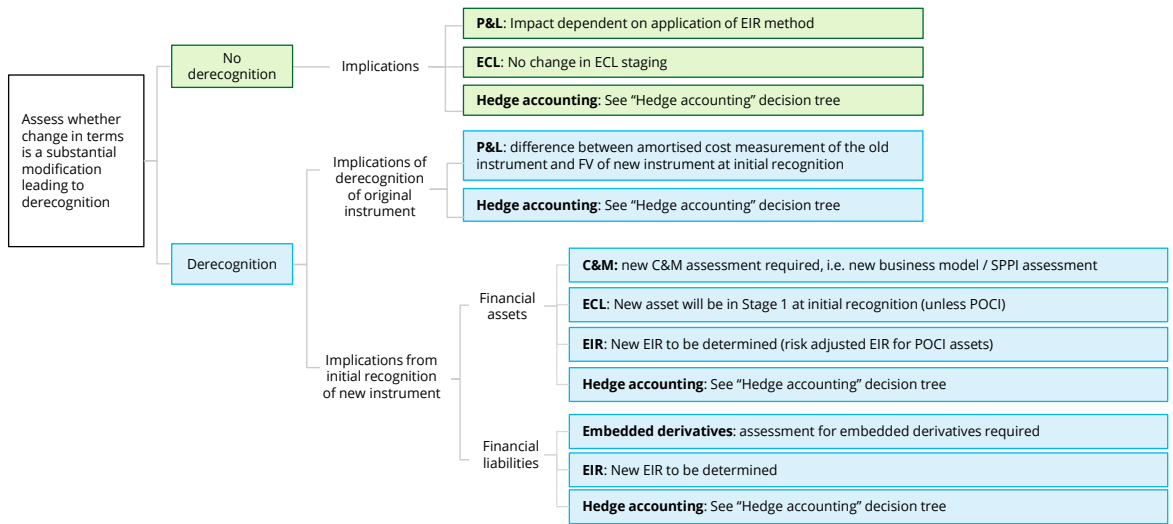 Assess whether
change in terms
is a substantial
modification
leading to
derecognition
No
derecognition
Implications
P&L: Impact dependent on application of EIR method
ECL: No change in ECL staging
Hedge accounting: See “Hedge accounting” decision tree
Derecognition
Implications of
derecognition
of original
instrument
P&L: difference between amortised cost measurement of the old
instrument and FV of new instrument at initial recognition
Hedge accounting: See “Hedge accounting” decision tree
Implications from
initial recognition
of new instrument
Financial
assets
C&M: new C&M assessment required, i.e. new business model / SPPI assessment
ECL: New asset will be in Stage 1 at initial recognition (unless POCI)
EIR: New EIR to be determined (risk adjusted EIR for POCI assets)
Hedge accounting: See “Hedge accounting” decision tree
Financial
liabilities
Embedded derivatives: assessment for embedded derivatives required
EIR: New EIR to be determined
Hedge accounting: See “Hedge accounting” decision tree